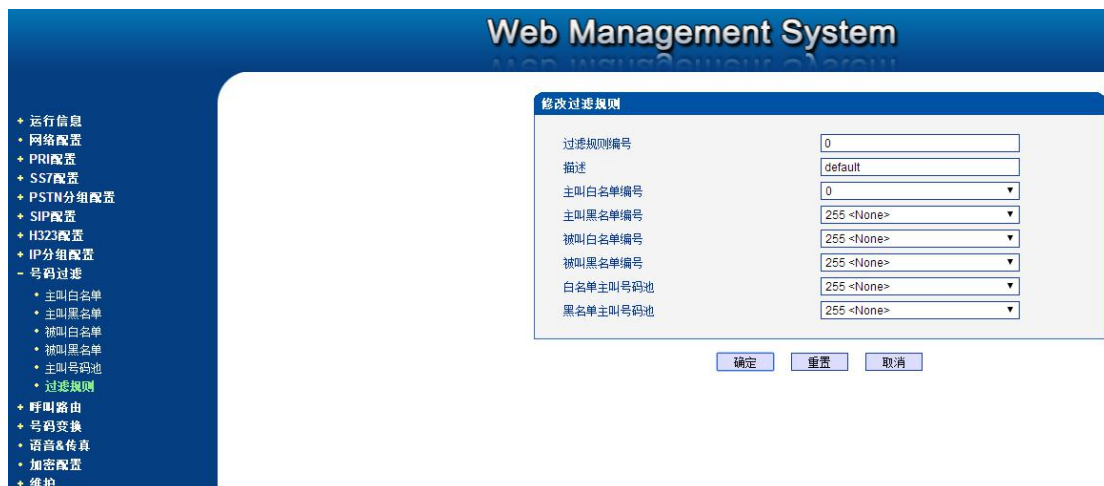 Web Management System
+ 运行信息
• 网络配置
+ PRI配置
+ SS7配置
+ PSTN分组配置
+ SIP配置
+ H323配置
+ IP分组配置
- 号码过滤
• 主叫白名单
• 主叫黑名单
• 被叫白名单
• 被叫黑名单
• 主叫号码池
• 过滤规则
+ 呼叫路由
+ 号码变换
• 语音&传真
• 加密配置
+ 维护
修改过滤规则
过滤规则编号 0
描述 default
主叫白名单编号 0
主叫黑名单编号 255 <None>
被叫白名单编号 255 <None>
被叫黑名单编号 255 <None>
白名单主叫号码池 255 <None>
黑名单主叫号码池 255 <None>
确定 重置 取消